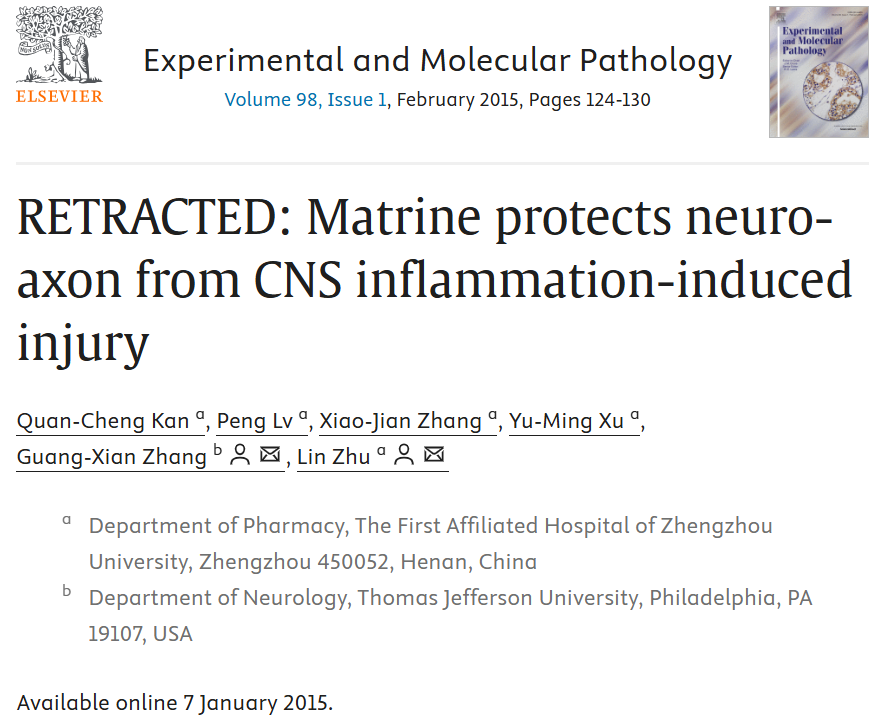 ELSEVIER
Experimental and Molecular Pathology
Volume 98, Issue 1, February 2015, Pages 124-130
Experimental
and Molecular
Pathology
RETRACTED: Matrine protects neuro-
axon from CNS inflammation-induced
injury
Quan-Cheng Kan a, Peng Lv a, Xiao-Jian Zhang a, Yu-Ming Xu a,
Guang-Xian Zhang b, Lin Zhu a
a Department of Pharmacy, The First Affiliated Hospital of Zhengzhou
University, Zhengzhou 450052, Henan, China
b Department of Neurology, Thomas Jefferson University, Philadelphia, PA
19107, USA
Available online 7 January 2015.